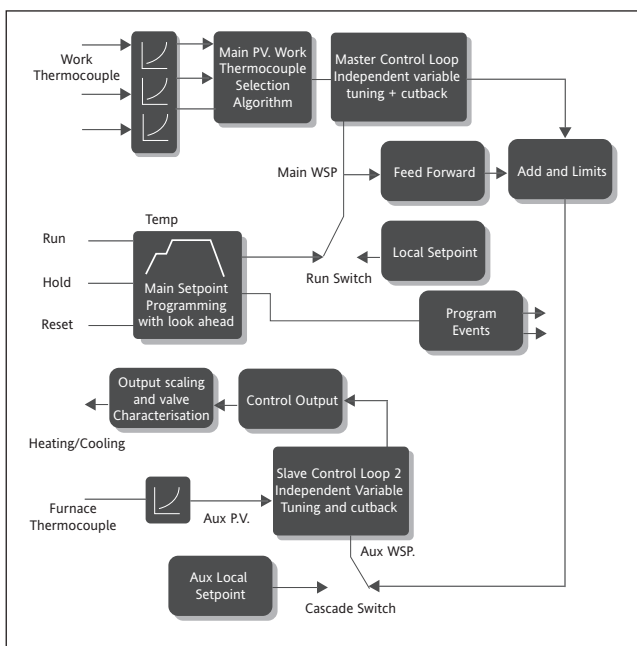 Work
Thermocouple
Main PV. Work
Thermocouple
Selection
Algorithm
Master Control Loop
Independent variable
tuning + cutback
Main WSP
Feed Forward
Add and Limits
Temp
Run
Hold
Reset
Main Setpoint
Programming
with look ahead
Run Switch
Local Setpoint
Program
Events
Output scaling
and valve
Characterisation
Control Output
Heating/Cooling
Slave Control Loop 2
Independent Variable
Tuning and cutback
Furnace
Thermocouple
Aux P.V.
Aux WSP.
Aux Local
Setpoint
Cascade Switch